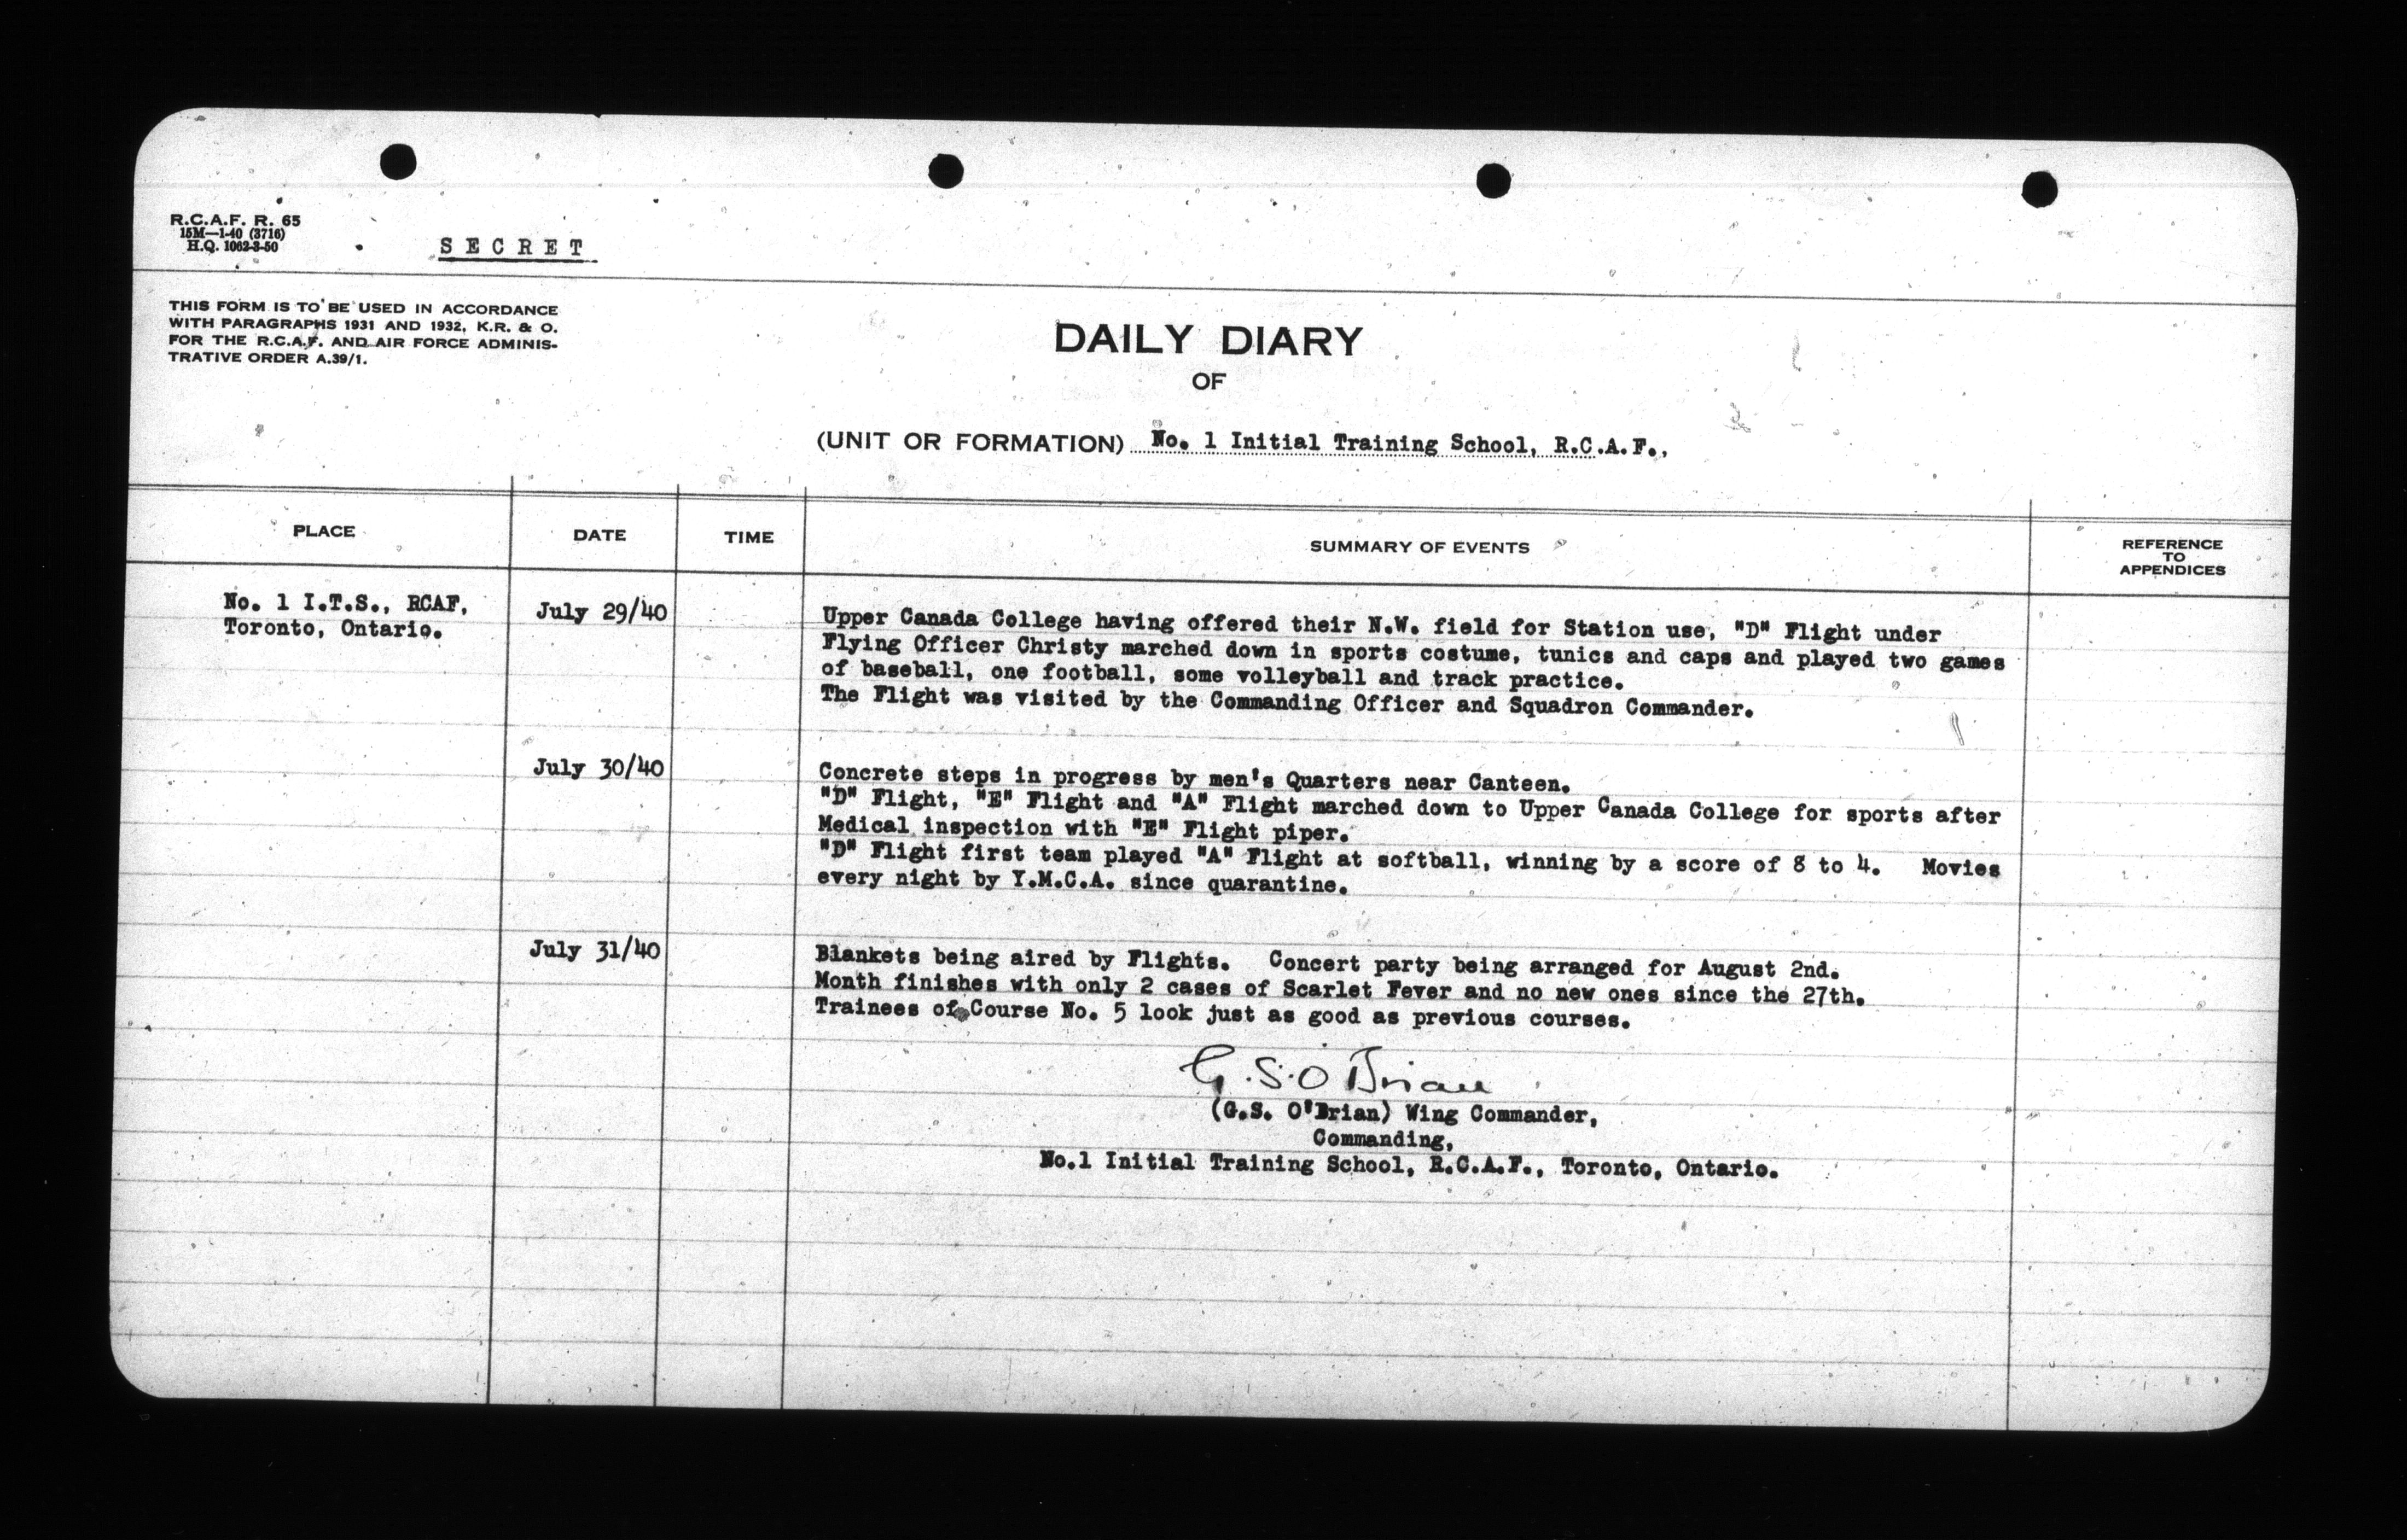 R.C.A.F. R. 65
15M—1-40 (3716)
H.Q. 1062-3-50
SECRET
THIS FORM IS TO BE USED IN ACCORDANCE
WITH PARAGRAPHS 1931 AND 1932, K.R. & O.
FOR THE R.C.A.F. AND AIR FORCE ADMINIS-
TRATIVE ORDER A.39/1.
DAILY DIARY
OF
(UNIT OR FORMATION) No. 1 Initial Training School, R.C.A.F.,
PLACE DATE TIME SUMMARY OF EVENTS REFERENCE TO APPENDICES
No. 1 I.T.S., RCAF,
Toronto, Ontario.
July 29/40
Upper Canada College having offered their N.W. field for Station use, "D" Flight under
Flying Officer Christy marched down in sports costume, tunics and caps and played two games
of baseball, one football, some volleyball and track practice.
The Flight was visited by the Commanding Officer and Squadron Commander.
July 30/40
Concrete steps in progress by men's Quarters near Canteen.
"D" Flight, "E" Flight and "A" Flight marched down to Upper Canada College for sports after
Medical inspection with "E" Flight piper.
"D" Flight first team played "A" Flight at softball, winning by a score of 8 to 4. Movies
every night by Y.M.C.A. since quarantine.
July 31/40
Blankets being aired by Flights. Concert party being arranged for August 2nd.
Month finishes with only 2 cases of Scarlet Fever and no new ones since the 27th.
Trainees of Course No. 5 look just as good as previous courses.
G.S.O'Brian
(G.S. O'Brian) Wing Commander,
Commanding,
No.1 Initial Training School, R.C.A.F., Toronto, Ontario.